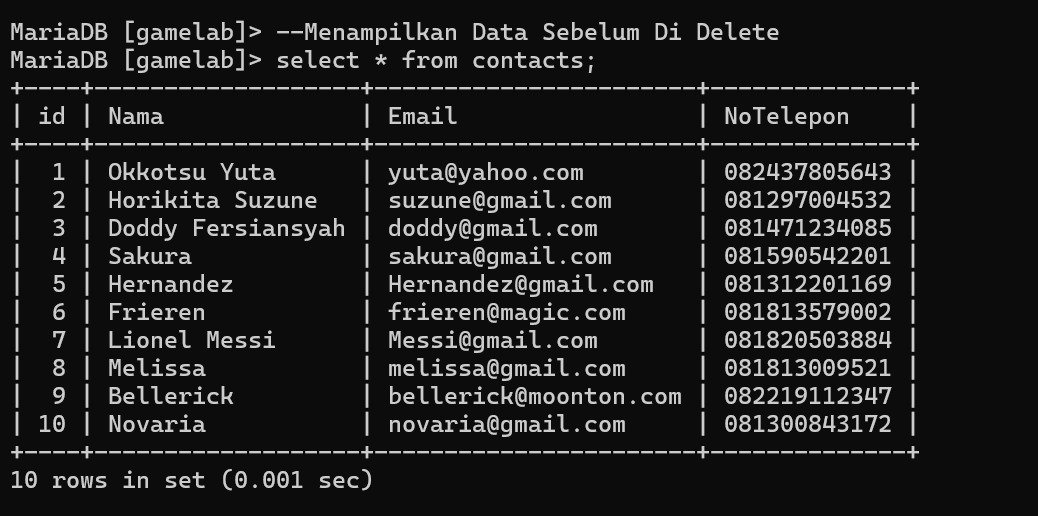 MariaDB [gamelab]> --Menampilkan Data Sebelum Di Delete
MariaDB [gamelab]> select * from contacts;
+----+-------------------+-----------------------+--------------+
| id | Nama              | Email                 | NoTelepon    |
+----+-------------------+-----------------------+--------------+
|  1 | Okkotsu Yuta      | yuta@yahoo.com        | 082437805643 |
|  2 | Horikita Suzune   | suzune@gmail.com      | 081297004532 |
|  3 | Doddy Fersiansyah | doddy@gmail.com       | 081471234085 |
|  4 | Sakura            | sakura@gmail.com      | 081590542201 |
|  5 | Hernandez         | Hernandez@gmail.com   | 081312201169 |
|  6 | Frieren           | frieren@magic.com     | 081813579002 |
|  7 | Lionel Messi      | Messi@gmail.com       | 081820503884 |
|  8 | Melissa           | melissa@gmail.com     | 081813009521 |
|  9 | Bellerick         | bellerick@moonton.com | 082219112347 |
| 10 | Novaria           | novaria@gmail.com     | 081300843172 |
+----+-------------------+-----------------------+--------------+
10 rows in set (0.001 sec)